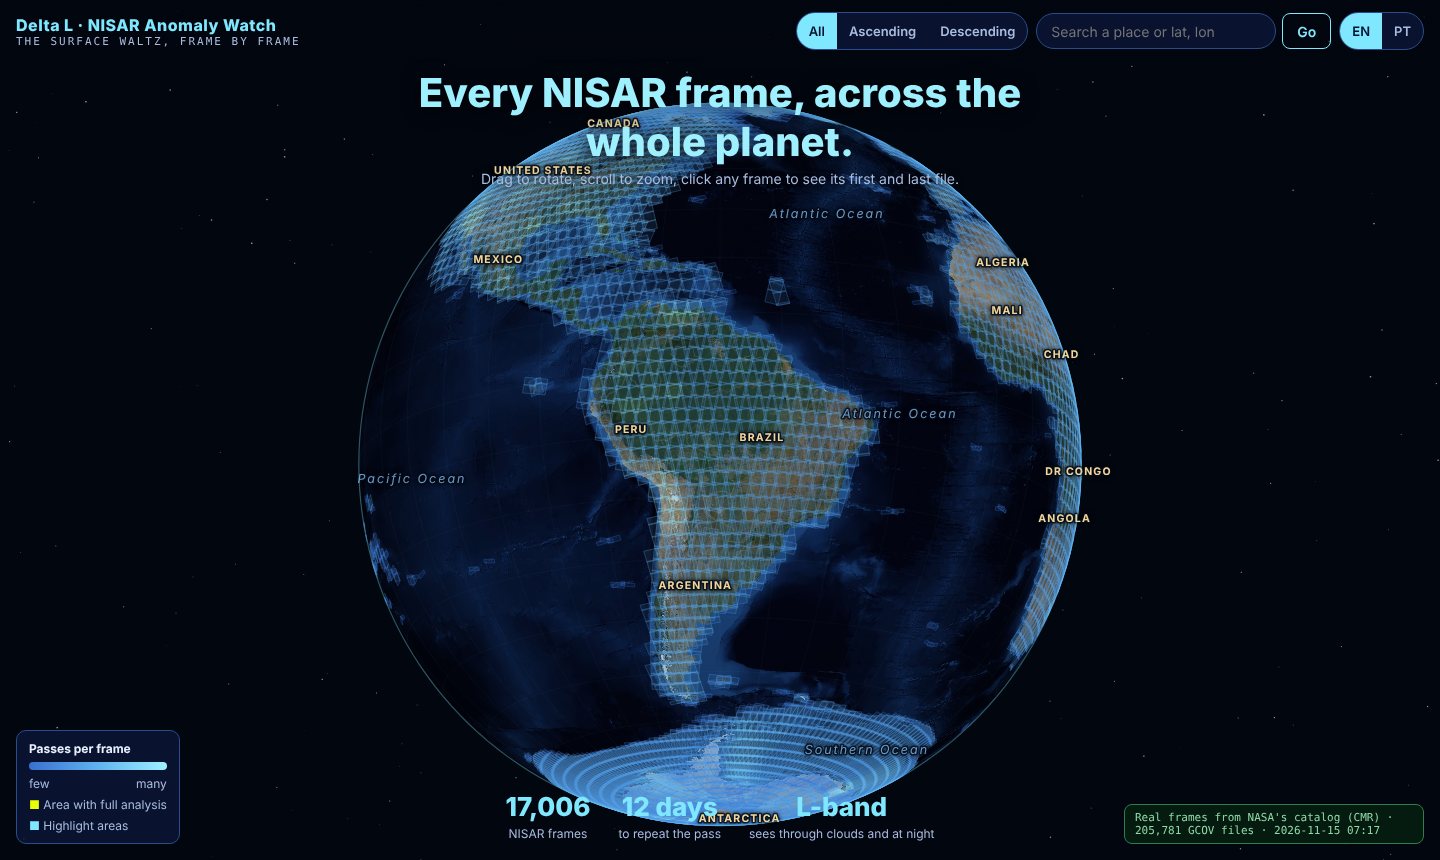 Delta L · NISAR Anomaly Watch
THE SURFACE WALTZ, FRAME BY FRAME
All
Ascending
Descending
Search a place or lat, lon
Go
EN
PT
Every NISAR frame, across the
whole planet.
Drag to rotate, scroll to zoom, click any frame to see its first and last file.
CANADA
UNITED STATES
Atlantic Ocean
MEXICO
ALGERIA
MALI
CHAD
Atlantic Ocean
PERU
BRAZIL
DR CONGO
Pacific Ocean
ANGOLA
ARGENTINA
Southern Ocean
ANTARCTICA
Passes per frame
few
many
Area with full analysis
Highlight areas
17,006
NISAR frames
12 days
to repeat the pass
L-band
sees through clouds and at night
Real frames from NASA's catalog (CMR) ·
205,781 GCOV files · 2026-11-15 07:17